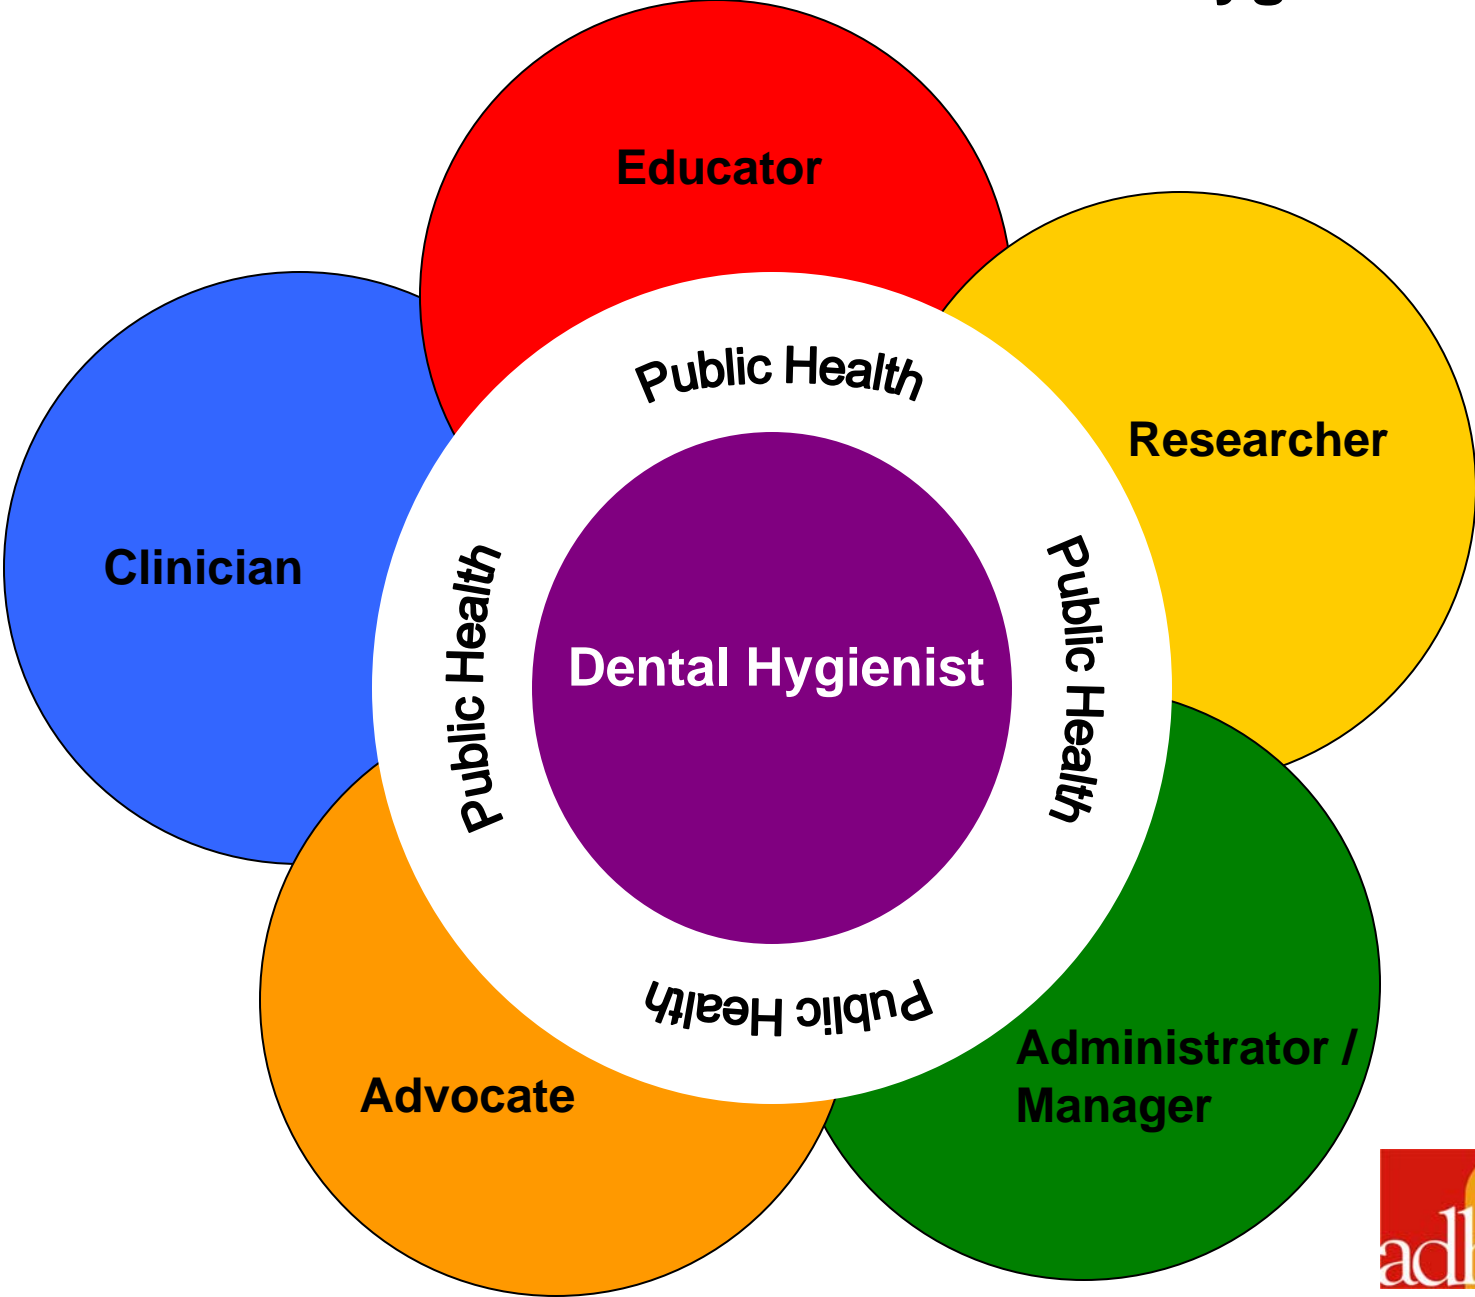 Educator
Researcher
Public Health
Clinician
Public Health
Dental Hygienist
Public Health
Public Health
Advocate
Administrator /
Manager